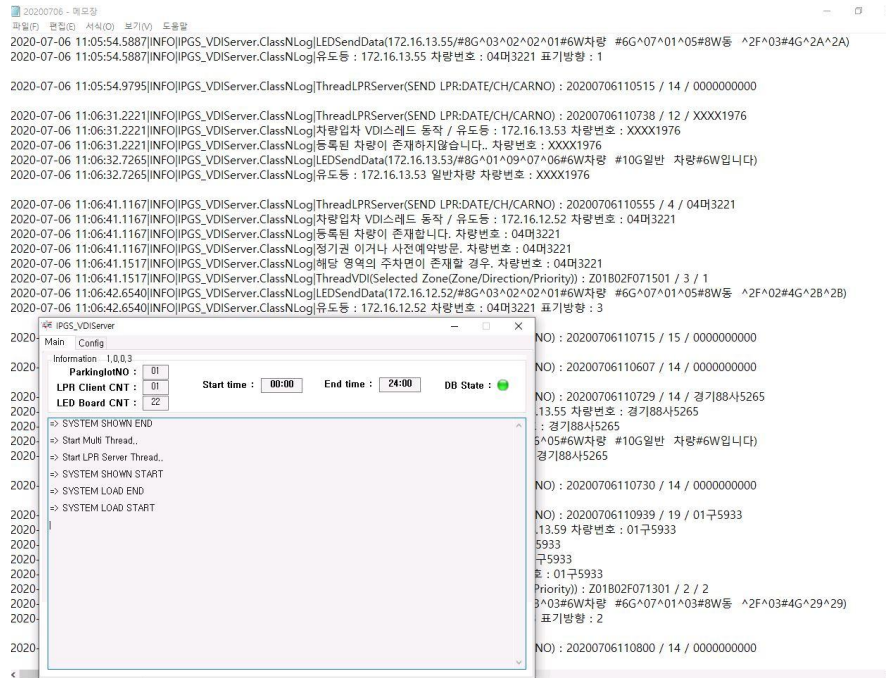 20200706 - 메모장
파일(F) 편집(E) 서식(O) 보기(V) 도움말
2020-07-06 11:05:54.5887|INFO|IPGS_VDIServer.ClassNLog|LEDSendData(172.16.13.55/#8G^03^02^02^01#6W차량 #6G^07^01^05#8W동 ^2F^03#4G^2A^2A)
2020-07-06 11:05:54.5887|INFO|IPGS_VDIServer.ClassNLog|유도등 : 172.16.13.55 차량번호 : 04머3221 표기방향 : 1
2020-07-06 11:05:54.9795|INFO|IPGS_VDIServer.ClassNLog|ThreadLPRServer(SEND LPR:DATE/CH/CARNO) : 20200706110515 / 14 / 0000000000
2020-07-06 11:06:31.2221|INFO|IPGS_VDIServer.ClassNLog|ThreadLPRServer(SEND LPR:DATE/CH/CARNO) : 20200706110738 / 12 / XXXX1976
2020-07-06 11:06:31.2221|INFO|IPGS_VDIServer.ClassNLog|차량입차 VDI스레드 동작 / 유도등 : 172.16.13.53 차량번호 : XXXX1976
2020-07-06 11:06:31.2221|INFO|IPGS_VDIServer.ClassNLog|등록된 차량이 존재하지않습니다.. 차량번호 : XXXX1976
2020-07-06 11:06:32.7265|INFO|IPGS_VDIServer.ClassNLog|LEDSendData(172.16.13.53/#8G^01^09^07^06#6W차량 #10G일반 차량#6W입니다)
2020-07-06 11:06:32.7265|INFO|IPGS_VDIServer.ClassNLog|유도등 : 172.16.13.53 일반차량 차량번호 : XXXX1976
2020-07-06 11:06:41.1167|INFO|IPGS_VDIServer.ClassNLog|ThreadLPRServer(SEND LPR:DATE/CH/CARNO) : 20200706110555 / 4 / 04머3221
2020-07-06 11:06:41.1167|INFO|IPGS_VDIServer.ClassNLog|차량입차 VDI스레드 동작 / 유도등 : 172.16.12.52 차량번호 : 04머3221
2020-07-06 11:06:41.1167|INFO|IPGS_VDIServer.ClassNLog|등록된 차량이 존재합니다. 차량번호 : 04머3221
2020-07-06 11:06:41.1167|INFO|IPGS_VDIServer.ClassNLog|정기권 이거나 사전예약방문. 차량번호 : 04머3221
2020-07-06 11:06:41.1517|INFO|IPGS_VDIServer.ClassNLog|해당 영역의 주차면이 존재할 경우. 차량번호 : 04머3221
2020-07-06 11:06:41.1517|INFO|IPGS_VDIServer.ClassNLog|ThreadVDI(Selected Zone(Zone/Direction/Priority)) : Z01B02F071501 / 3 / 1
2020-07-06 11:06:42.6540|INFO|IPGS_VDIServer.ClassNLog|LEDSendData(172.16.12.52/#8G^03^02^02^01#6W차량 #6G^07^01^05#8W동 ^2F^02#4G^2B^2B)
2020-07-06 11:06:42.6540|INFO|IPGS_VDIServer.ClassNLog|유도등 : 172.16.12.52 차량번호 : 04머3221 표기방향 : 3
IPGS_VDIServer
Main Config
Information 1,0,0,3
ParkinglotNO : 01
LPR Client CNT : 01
LED Board CNT : 22
Start time : 00:00 End time : 24:00 DB State :
=> SYSTEM SHOWN END
=> Start Multi Thread..
=> Start LPR Server Thread..
=> SYSTEM SHOWN START
=> SYSTEM LOAD END
=> SYSTEM LOAD START
2020- NO) : 20200706110715 / 15 / 0000000000
2020- NO) : 20200706110607 / 14 / 0000000000
2020- NO) : 20200706110729 / 14 / 경기88사5265
2020- .13.55 차량번호 : 경기88사5265
2020- : 경기88사5265
2020- 5^05#6W차량 #10G일반 차량#6W입니다)
2020- 경기88사5265
2020- NO) : 20200706110730 / 14 / 0000000000
2020- NO) : 20200706110939 / 19 / 01구5933
2020- .13.59 차량번호 : 01구5933
2020- 5933
2020- 구5933
2020- : 01구5933
2020- Priority)) : Z01B02F071301 / 2 / 2
2020- ^03#6W차량 #6G^07^01^03#8W동 ^2F^03#4G^29^29)
2020- 표기방향 : 2
2020- NO) : 20200706110800 / 14 / 0000000000